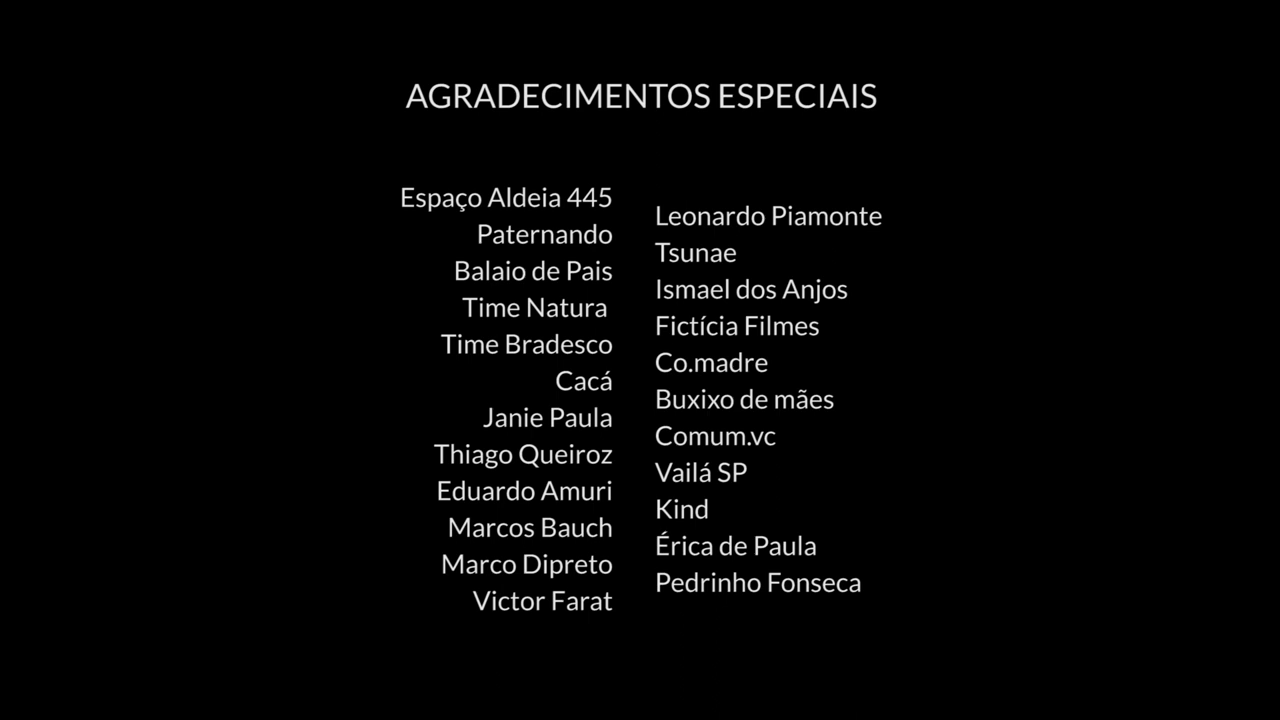 AGRADECIMENTOS ESPECIAIS
Espaço Aldeia 445
Paternando
Balaio de Pais
Time Natura
Time Bradesco
Cacá
Janie Paula
Thiago Queiroz
Eduardo Amuri
Marcos Bauch
Marco Dipreto
Victor Farat
Leonardo Piamonte
Tsunae
Ismael dos Anjos
Fictícia Filmes
Co.madre
Buxixo de mães
Comum.vc
Vailá SP
Kind
Érica de Paula
Pedrinho Fonseca